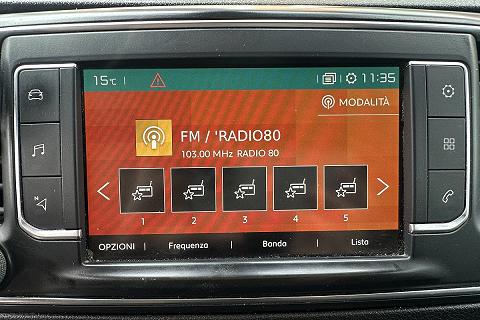 15°C
11:35
MODALITÀ
FM / 'RADIO80
103.00 MHz RADIO 80
1 2 3 4 5
OPZIONI Frequenza Banda Lista
N